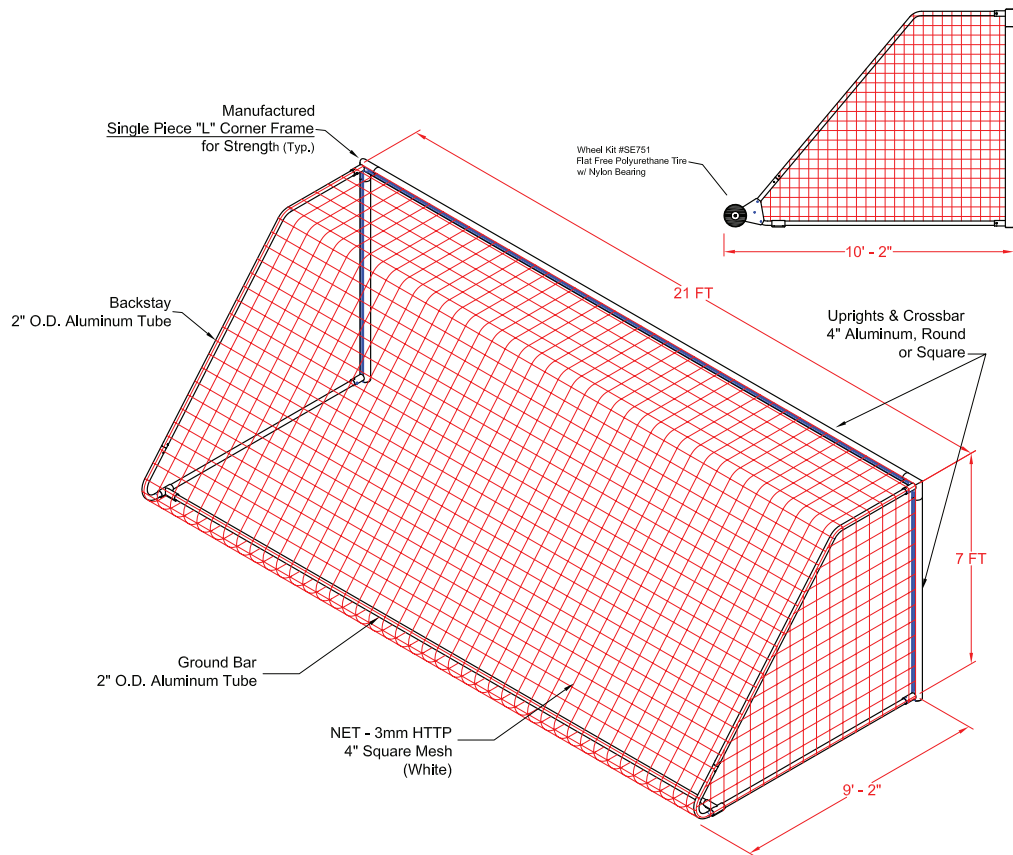 Manufactured
Single Piece "L" Corner Frame
for Strength (Typ.)
Wheel Kit #SE751
Flat Free Polyurethane Tire
w/ Nylon Bearing
10' - 2"
21 FT
Backstay
2" O.D. Aluminum Tube
Uprights & Crossbar
4" Aluminum, Round
or Square
7 FT
Ground Bar
2" O.D. Aluminum Tube
NET - 3mm HTTP
4" Square Mesh
(White)
9' - 2"